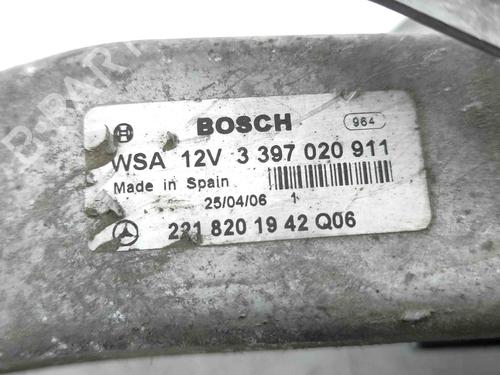 BOSCH 964
WSA 12V 3 397 020 911
Made in Spain
25/04/06 1
221 820 19 42 Q06